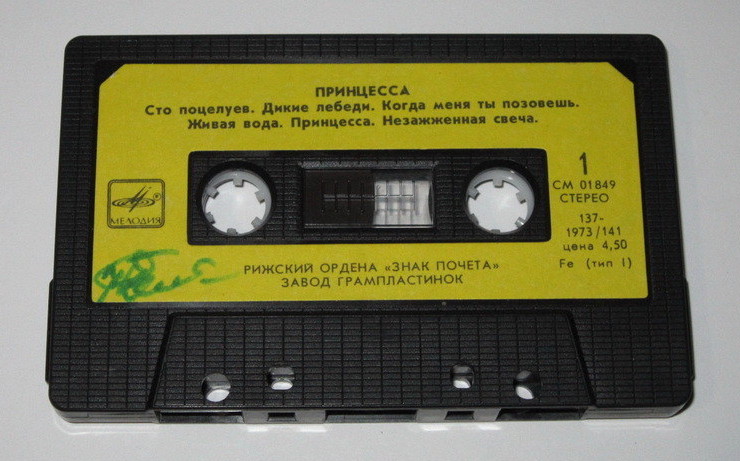 ПРИНЦЕССА
Сто поцелуев. Дикие лебеди. Когда меня ты позовешь.
Живая вода. Принцесса. Незажженная свеча.
1
СМ 01849
СТЕРЕО
МЕЛОДИЯ
137-
1973/141
цена 4,50
Fe (тип I)
РИЖСКИЙ ОРДЕНА «ЗНАК ПОЧЕТА»
ЗАВОД ГРАМПЛАСТИНОК